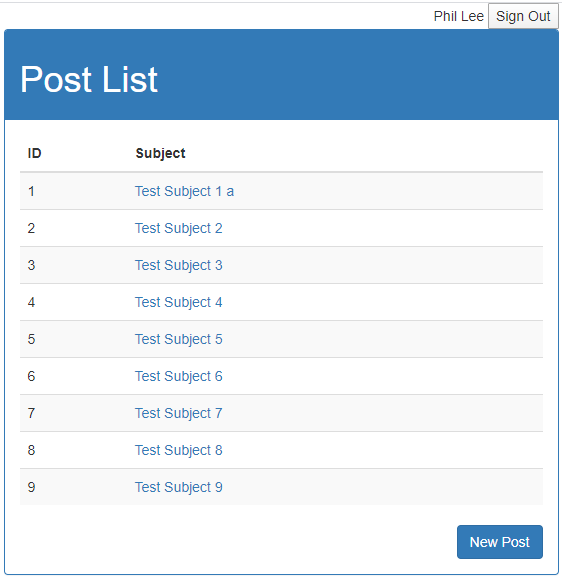 Phil Lee Sign Out
Post List
ID Subject
1 Test Subject 1 a
2 Test Subject 2
3 Test Subject 3
4 Test Subject 4
5 Test Subject 5
6 Test Subject 6
7 Test Subject 7
8 Test Subject 8
9 Test Subject 9
New Post